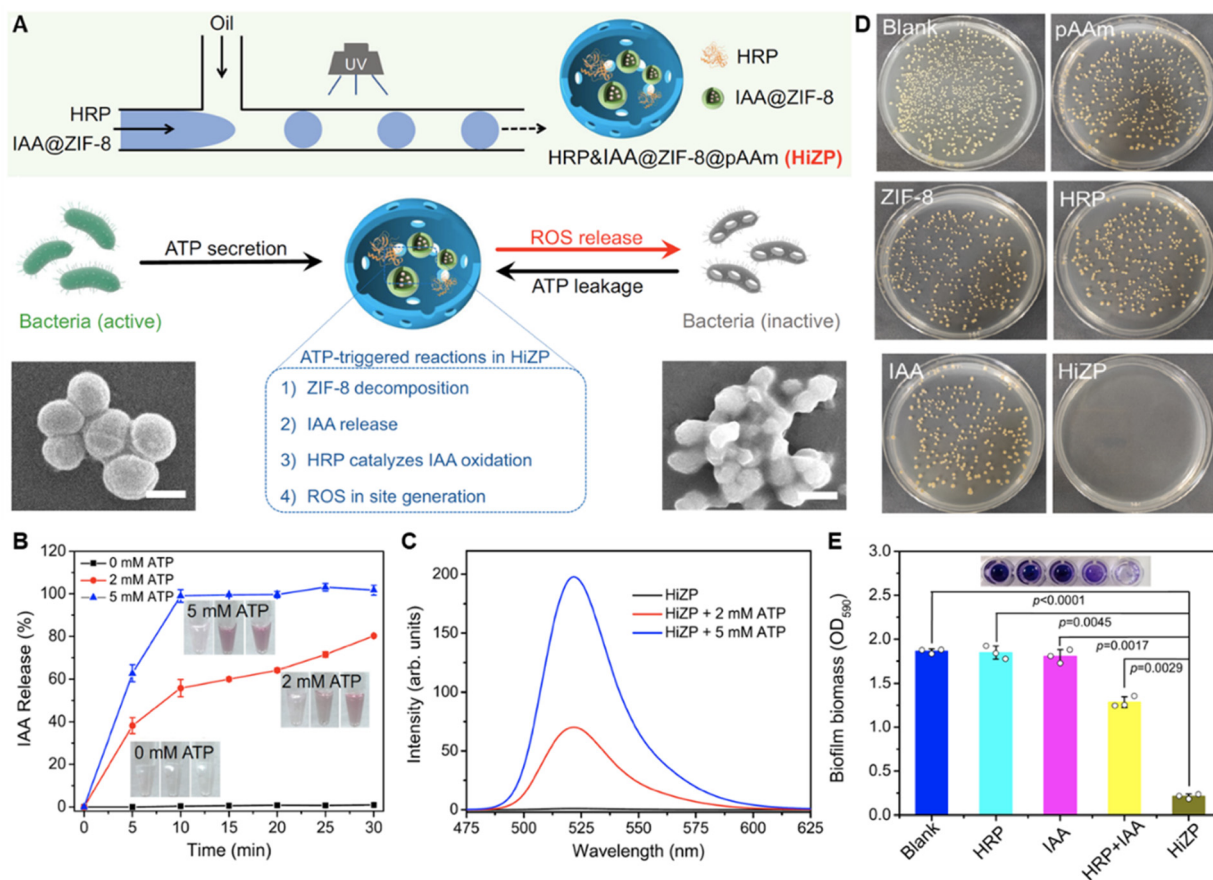 A
Oil
UV
HRP
IAA@ZIF-8
HRP
IAA@ZIF-8
HRP&IAA@ZIF-8@pAAm (HiZP)
ATP secretion
ROS release
ATP leakage
Bacteria (active)
Bacteria (inactive)
ATP-triggered reactions in HiZP
1) ZIF-8 decomposition
2) IAA release
3) HRP catalyzes IAA oxidation
4) ROS in site generation
D
Blank
pAAm
ZIF-8
HRP
IAA
HiZP
B
IAA Release (%)
120
100
80
60
40
20
0
0 mM ATP
2 mM ATP
5 mM ATP
5 mM ATP
2 mM ATP
0 mM ATP
0 5 10 15 20 25 30
Time (min)
C
Intensity (arb. units)
200
150
100
50
0
HiZP
HiZP + 2 mM ATP
HiZP + 5 mM ATP
475 500 525 550 575 600 625
Wavelength (nm)
E
Biofilm biomass (OD590)
3.0
2.5
2.0
1.5
1.0
0.5
0.0
p<0.0001
p=0.0045
p=0.0017
p=0.0029
Blank
HRP
IAA
HRP+IAA
HiZP